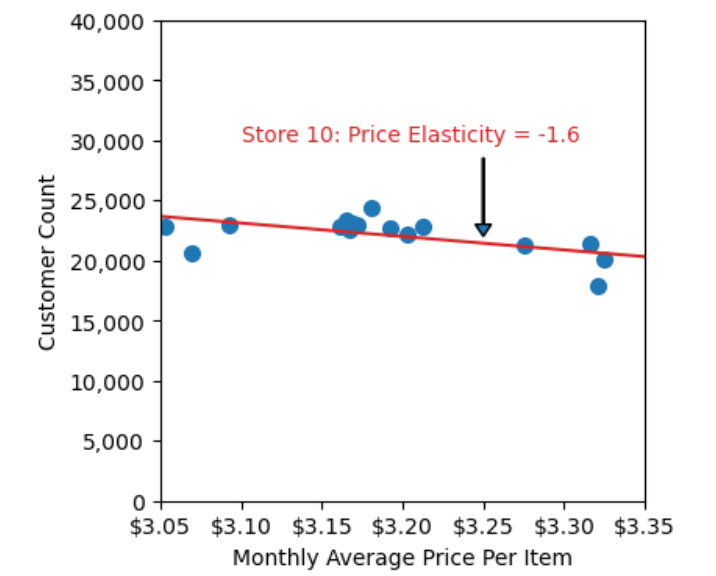 40,000
35,000
30,000
25,000
20,000
15,000
10,000
5,000
0
Customer Count
Store 10: Price Elasticity = -1.6
$3.05 $3.10 $3.15 $3.20 $3.25 $3.30 $3.35
Monthly Average Price Per Item